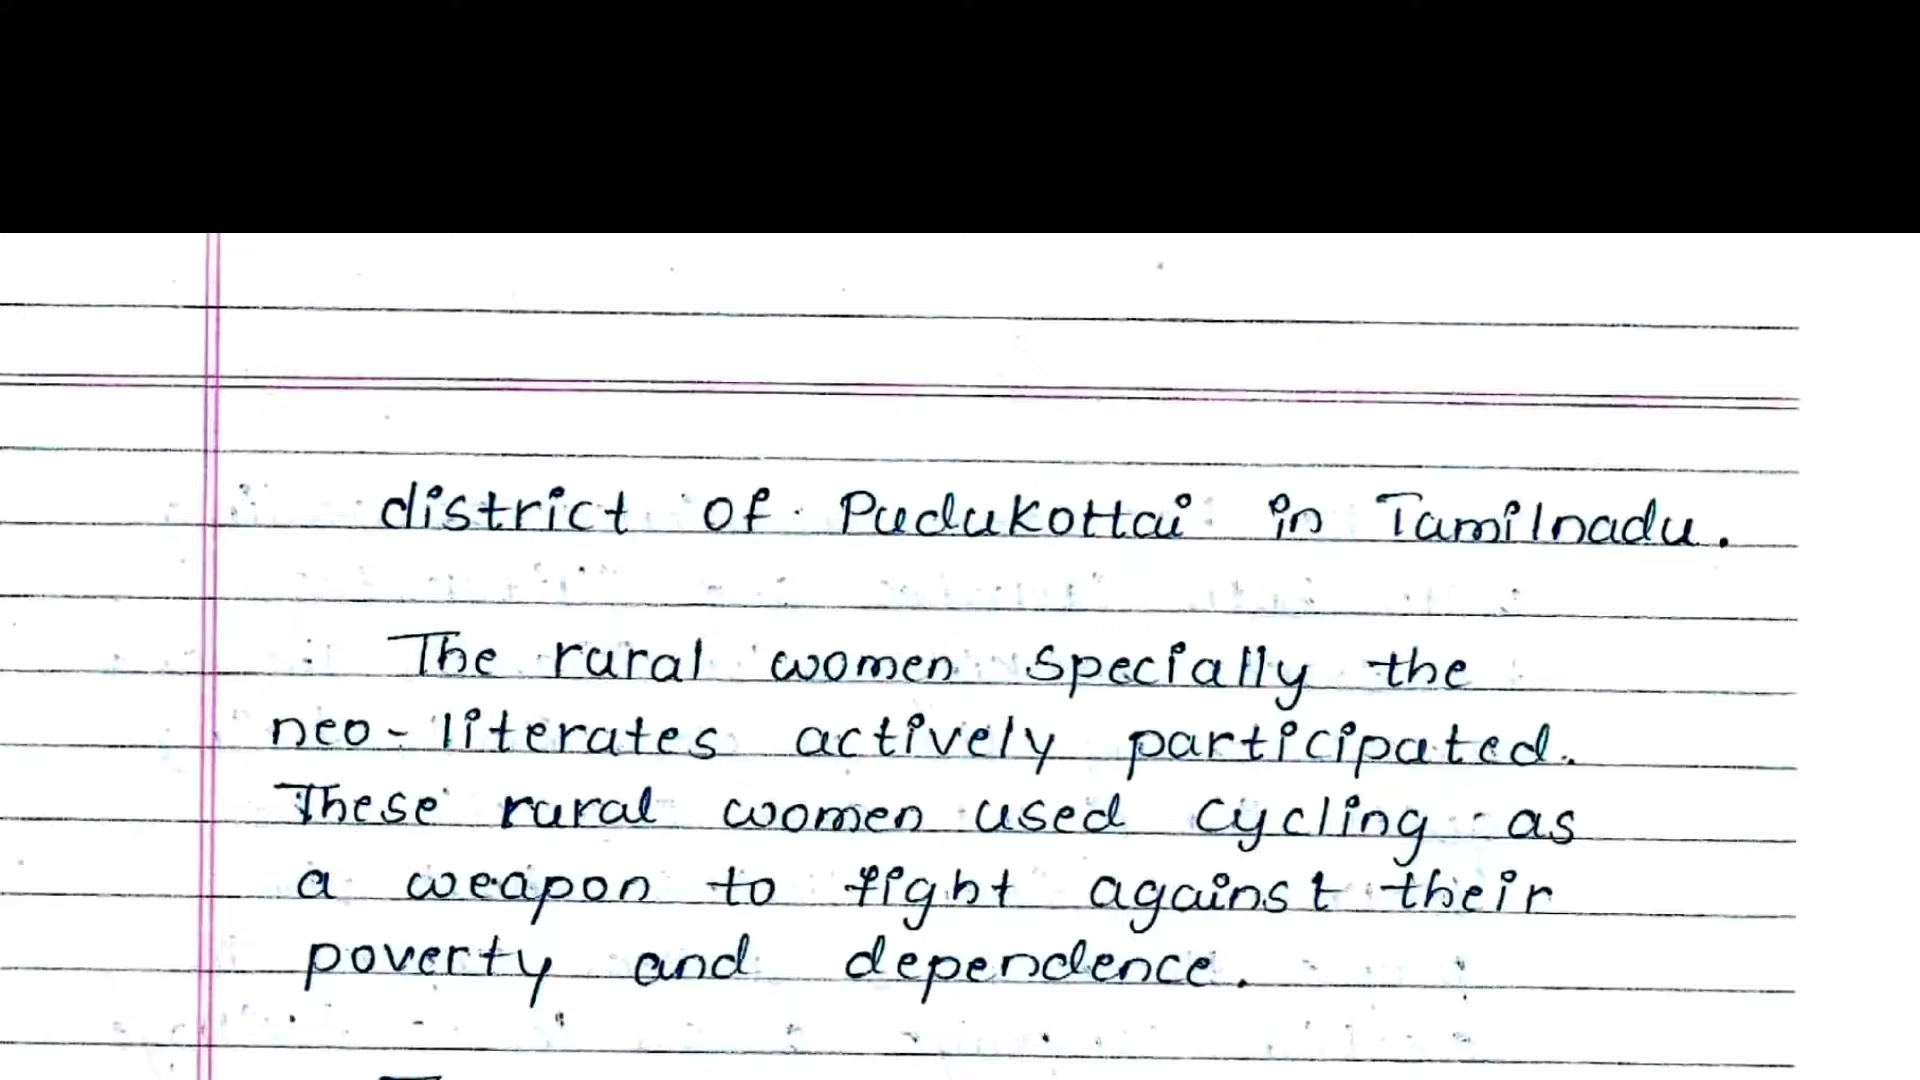 district of Pudukottai in Tamilnadu.
The rural women specially the
neo-literates actively participated.
These rural women used cycling as
a weapon to fight against their
poverty and dependence.